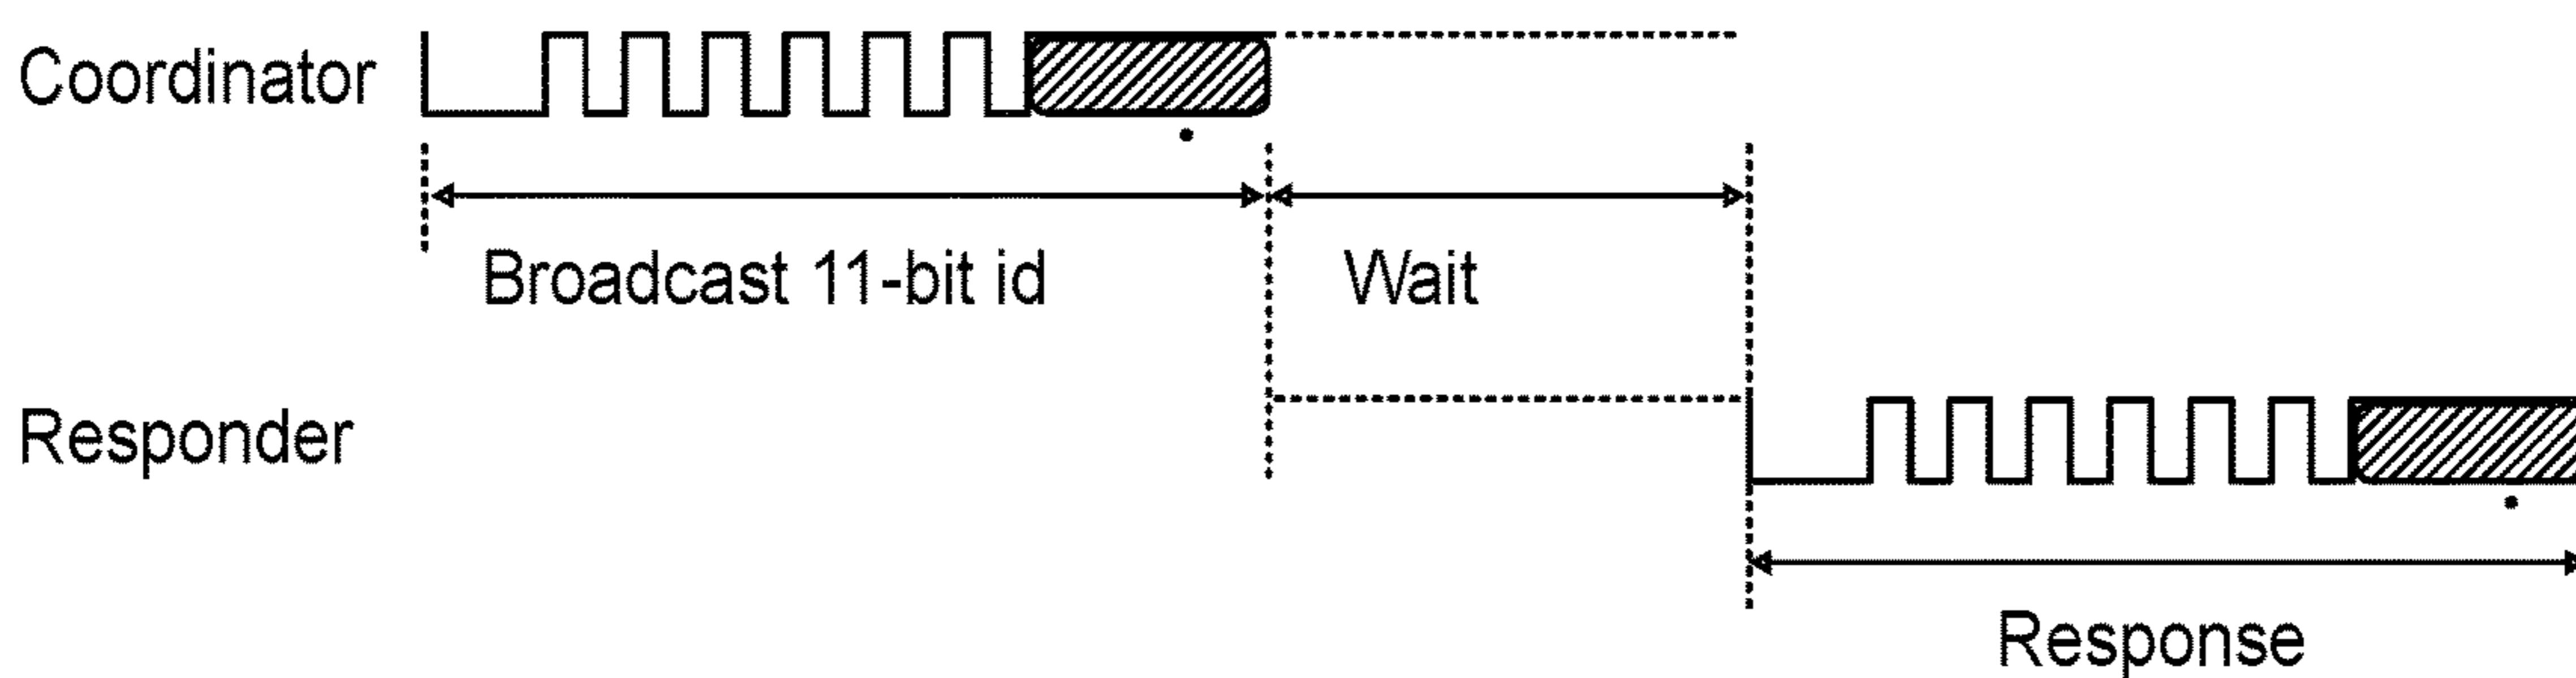 Coordinator
Broadcast 11-bit id
Wait
Responder
Response